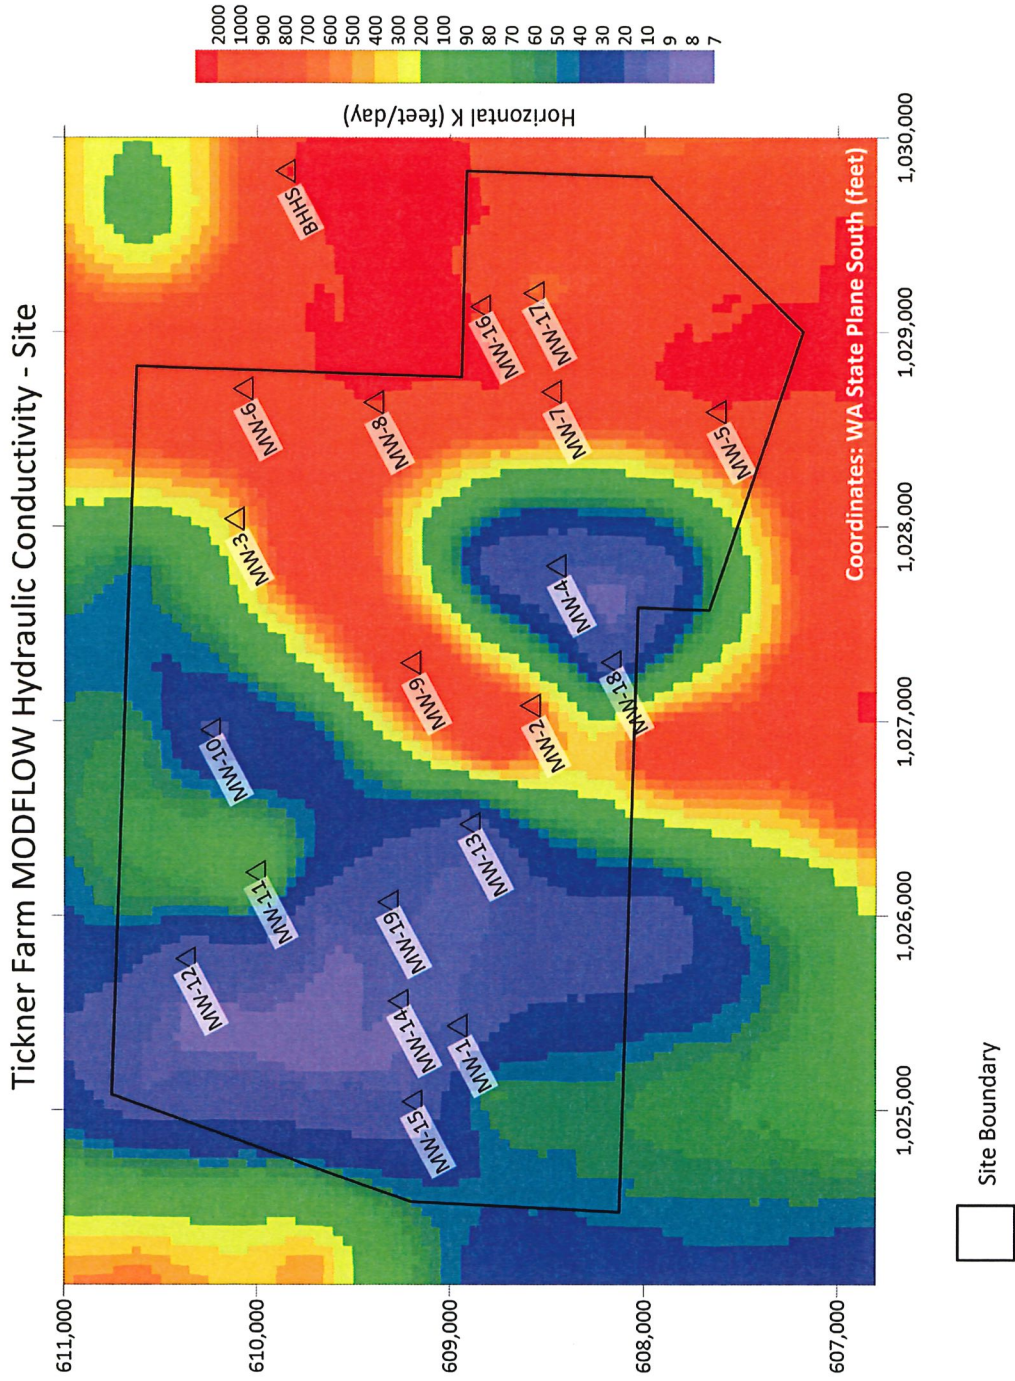 Tickner Farm MODFLOW Hydraulic Conductivity - Site
611,000
610,000
609,000
608,000
607,000
1,025,000
1,026,000
1,027,000
1,028,000
1,029,000
1,030,000
MW-12
MW-11
MW-10
MW-3
MW-6
BHHS
MW-15
MW-14
MW-19
MW-9
MW-8
MW-1
MW-13
MW-2
MW-4
MW-7
MW-16
MW-17
MW-18
MW-5
Coordinates: WA State Plane South (feet)
Horizontal K (feet/day)
2000
1000
800
700
600
500
400
300
200
100
90
80
70
60
50
40
30
20
10
9
8
7
Site Boundary